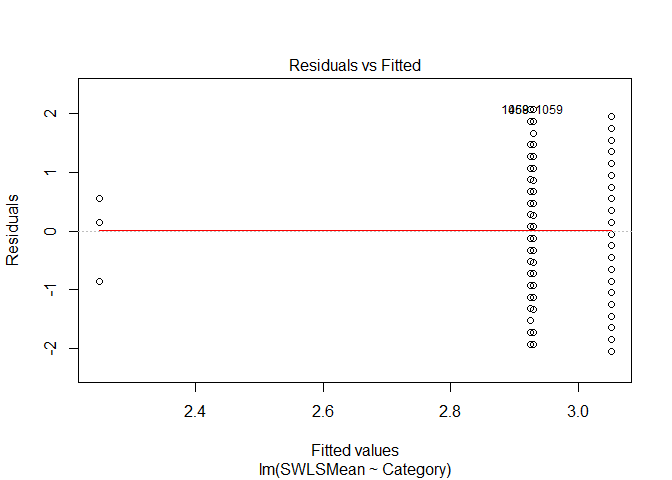 Residuals vs Fitted
1059
2
1
0
-1
-2
Residuals
2.4 2.6 2.8 3.0
Fitted values
lm(SWLSMean ~ Category)